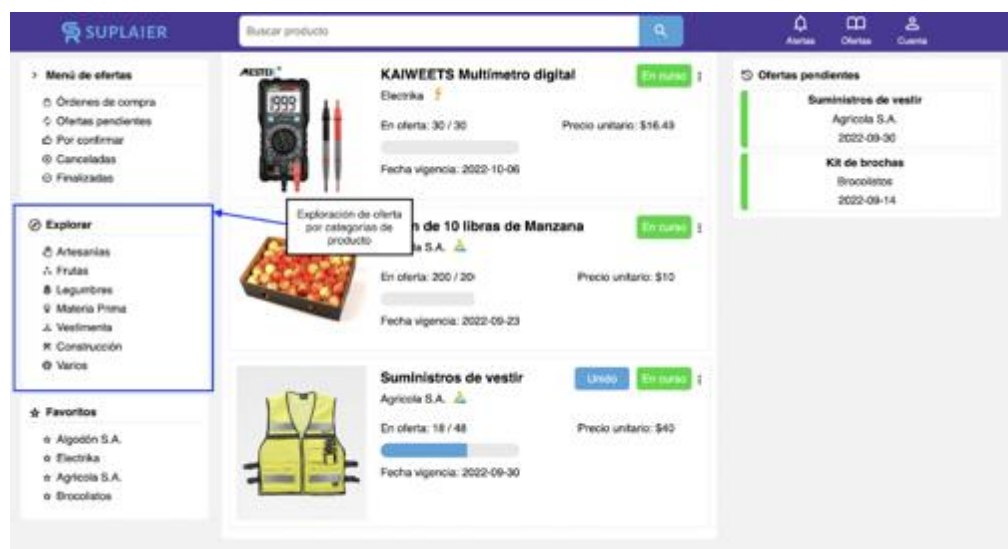 SUPLAIER
Buscar producto
Alertas
Ofertas
Cuenta
> Menú de ofertas
Órdenes de compra
Ofertas pendientes
Por confirmar
Canceladas
Finalizadas
Explorar
Artesanías
Frutas
Legumbres
Materia Prima
Vestimenta
Construcción
Varios
Favoritos
Algodón S.A.
Electrika
Agrícola S.A.
Brocolatos
KAIWEETS Multímetro digital
En curso
Electrika
En oferta: 30 / 30
Precio unitario: $16.49
Fecha vigencia: 2022-10-06
Exploración de oferta
por categorías de
producto
de 10 libras de Manzana
En curso
S.A.
En oferta: 200 / 20
Precio unitario: $10
Fecha vigencia: 2022-09-23
Suministros de vestir
Unido
En curso
Agrícola S.A.
En oferta: 18 / 48
Precio unitario: $40
Fecha vigencia: 2022-09-30
Ofertas pendientes
Suministros de vestir
Agrícola S.A.
2022-09-30
Kit de brochas
Brocolatos
2022-09-14